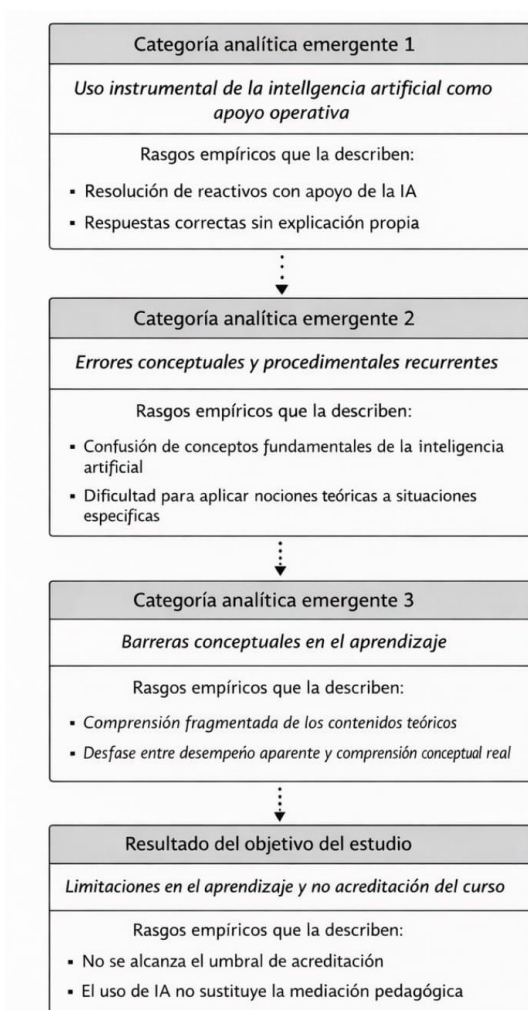 Categoría analítica emergente 1
Uso instrumental de la intellgencia artificial como
apoyo operativa
Rasgos empíricos que la describen:
▪ Resolución de reactivos con apoyo de la IA
▪ Respuestas correctas sin explicación propia
Categoría analítica emergente 2
Errores conceptuales y procedimentales recurrentes
Rasgos empíricos que la describen:
▪ Confusión de conceptos fundamentales de la inteligencia
artificial
▪ Dificultad para aplicar nociones teóricas a situaciones
especificas
Categoría analítica emergente 3
Barreras conceptuales en el aprendizaje
Rasgos empíricos que la describen:
▪ Comprensión fragmentada de los contenidos teóricos
▪ Desfase entre desempeño aparente y comprensión conceptual real
Resultado del objetivo del estudio
Limitaciones en el aprendizaje y no acreditación del curso
Rasgos empíricos que la describen:
▪ No se alcanza el umbral de acreditación
▪ El uso de IA no sustituye la mediación pedagógica